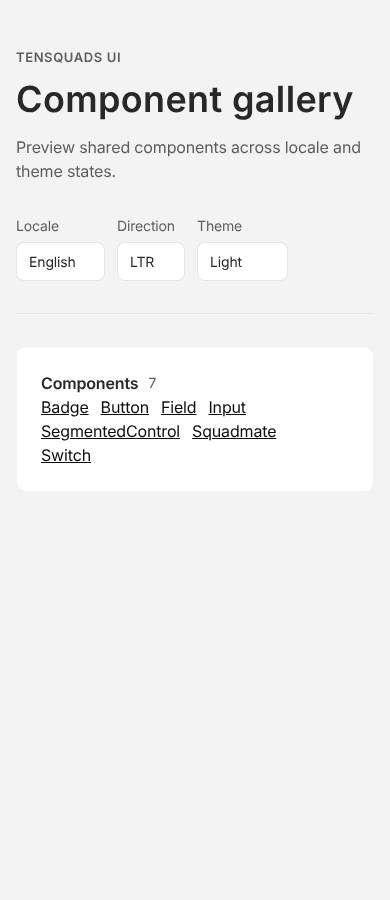 TENSQUADS UI
Component gallery
Preview shared components across locale and
theme states.
Locale Direction Theme
English LTR Light
Components 7
Badge Button Field Input
SegmentedControl Squadmate
Switch